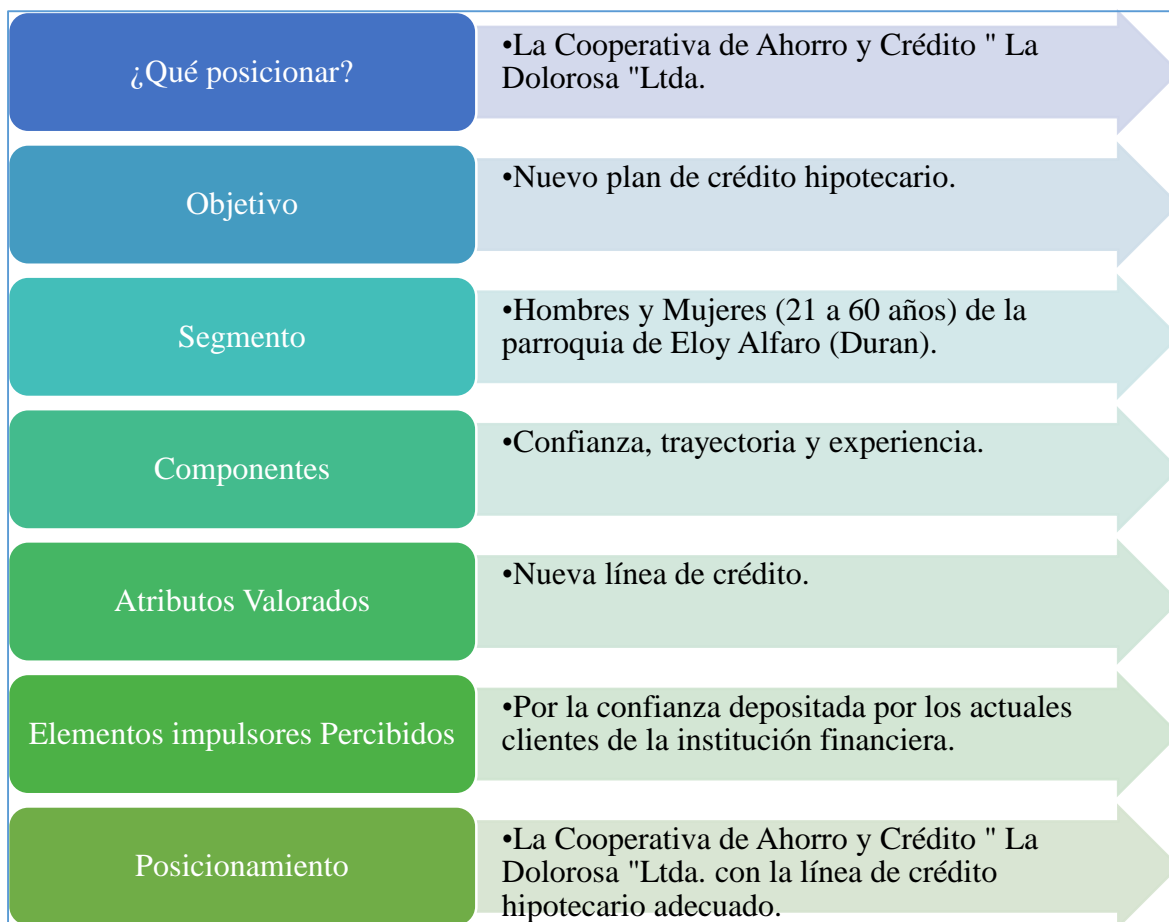 ¿Qué posicionar?
•La Cooperativa de Ahorro y Crédito " La
Dolorosa "Ltda.
Objetivo
•Nuevo plan de crédito hipotecario.
Segmento
•Hombres y Mujeres (21 a 60 años) de la
parroquia de Eloy Alfaro (Duran).
Componentes
•Confianza, trayectoria y experiencia.
Atributos Valorados
•Nueva línea de crédito.
Elementos impulsores Percibidos
•Por la confianza depositada por los actuales
clientes de la institución financiera.
Posicionamiento
•La Cooperativa de Ahorro y Crédito " La
Dolorosa "Ltda. con la línea de crédito
hipotecario adecuado.